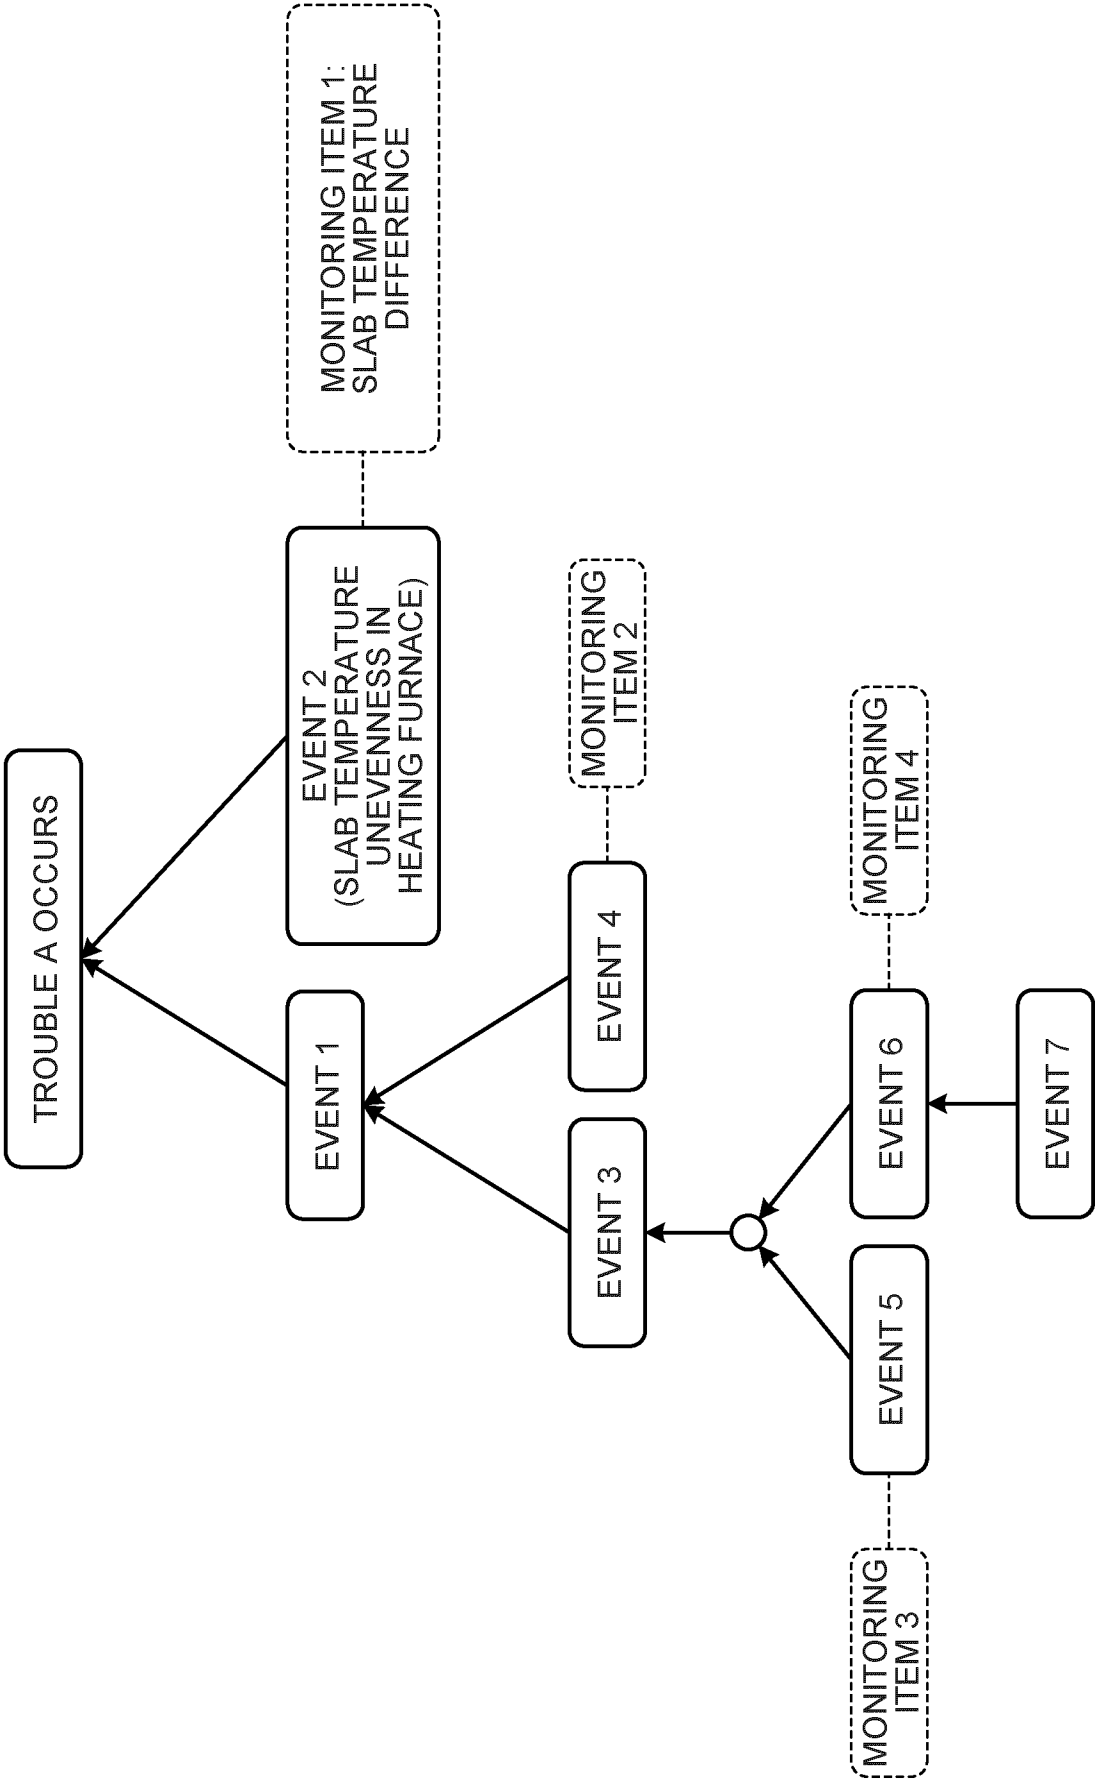 TROUBLE A OCCURS
EVENT 1
EVENT 2
(SLAB TEMPERATURE
UNEVENNESS IN
HEATING FURNACE)
MONITORING ITEM 1:
SLAB TEMPERATURE
DIFFERENCE
EVENT 3
EVENT 4
MONITORING
ITEM 2
MONITORING
ITEM 3
EVENT 5
EVENT 6
MONITORING
ITEM 4
EVENT 7